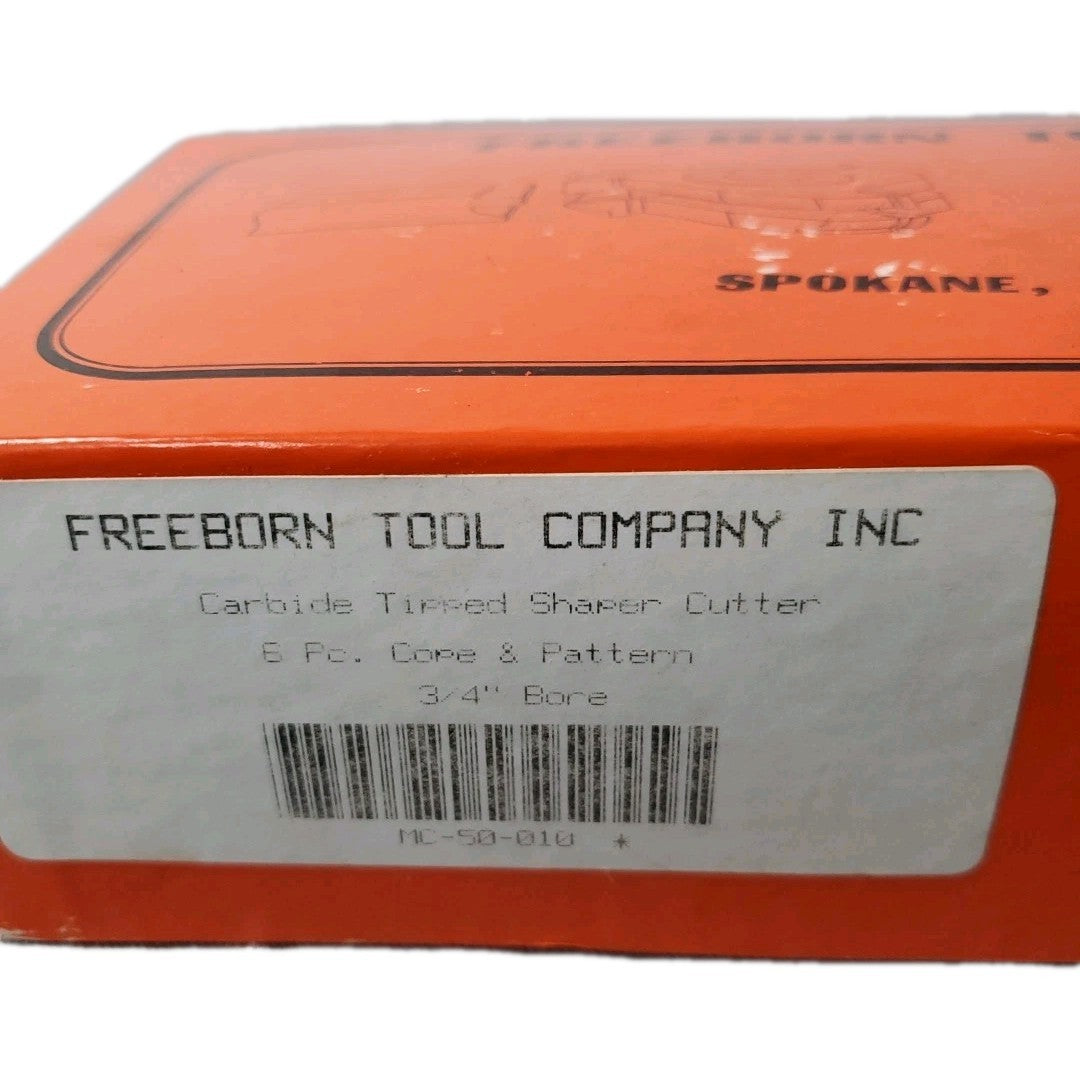 FREEBORN
SPOKANE,
FREEBORN TOOL COMPANY INC
Carbide Tipped Shaper Cutter
6 Pc. Cope & Pattern
3/4" Bore
MC-50-010 *